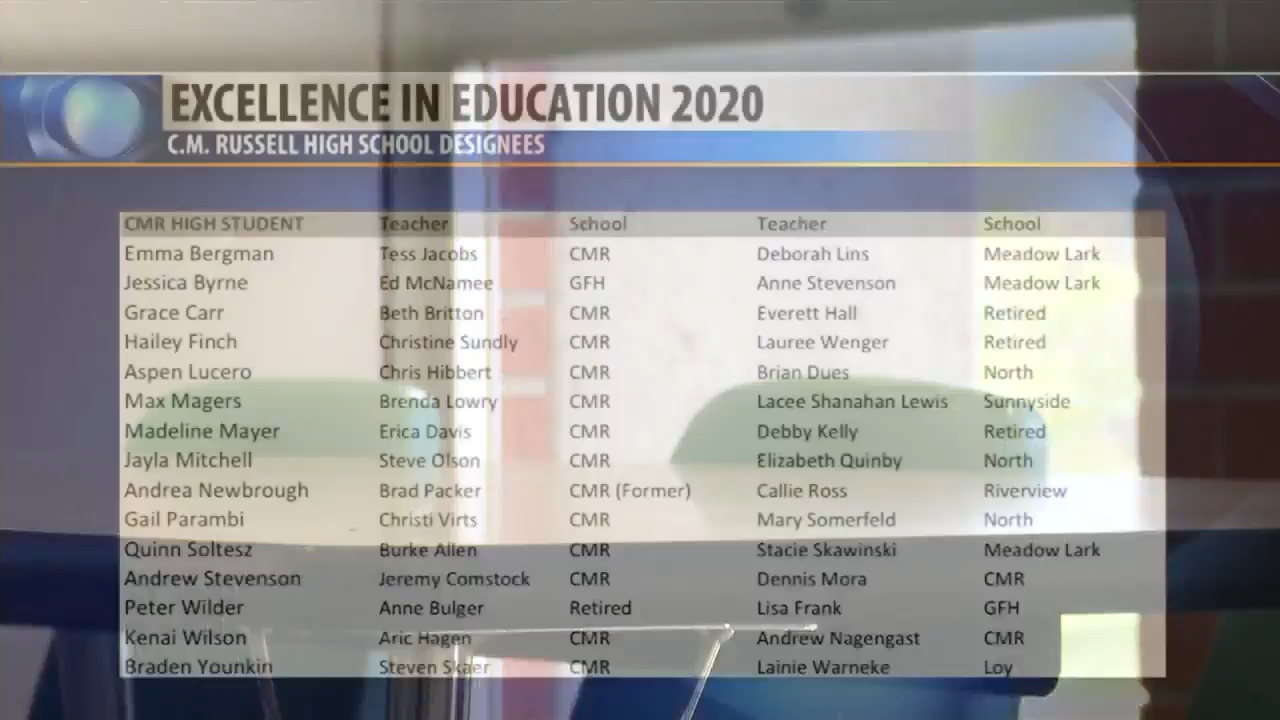 EXCELLENCE IN EDUCATION 2020
C.M. RUSSELL HIGH SCHOOL DESIGNEES
CMR HIGH STUDENT Teacher School Teacher School
Emma Bergman Tess Jacobs CMR Deborah Lins Meadow Lark
Jessica Byrne Ed McNamee GFH Anne Stevenson Meadow Lark
Grace Carr Beth Britton CMR Everett Hall Retired
Hailey Finch Christine Sundly CMR Lauree Wenger Retired
Aspen Lucero Chris Hibbert CMR Brian Dues North
Max Magers Brenda Lowry CMR Lacee Shanahan Lewis Sunnyside
Madeline Mayer Erica Davis CMR Debby Kelly Retired
Jayla Mitchell Steve Olson CMR Elizabeth Quinby North
Andrea Newbrough Brad Packer CMR (Former) Callie Ross Riverview
Gail Parambi Christi Virts CMR Mary Somerfeld North
Quinn Soltesz Burke Allen CMR Stacie Skawinski Meadow Lark
Andrew Stevenson Jeremy Comstock CMR Dennis Mora CMR
Peter Wilder Anne Bulger Retired Lisa Frank GFH
Kenai Wilson Aric Hagen CMR Andrew Nagengast CMR
Braden Younkin Steven Skaer CMR Lainie Warneke Loy